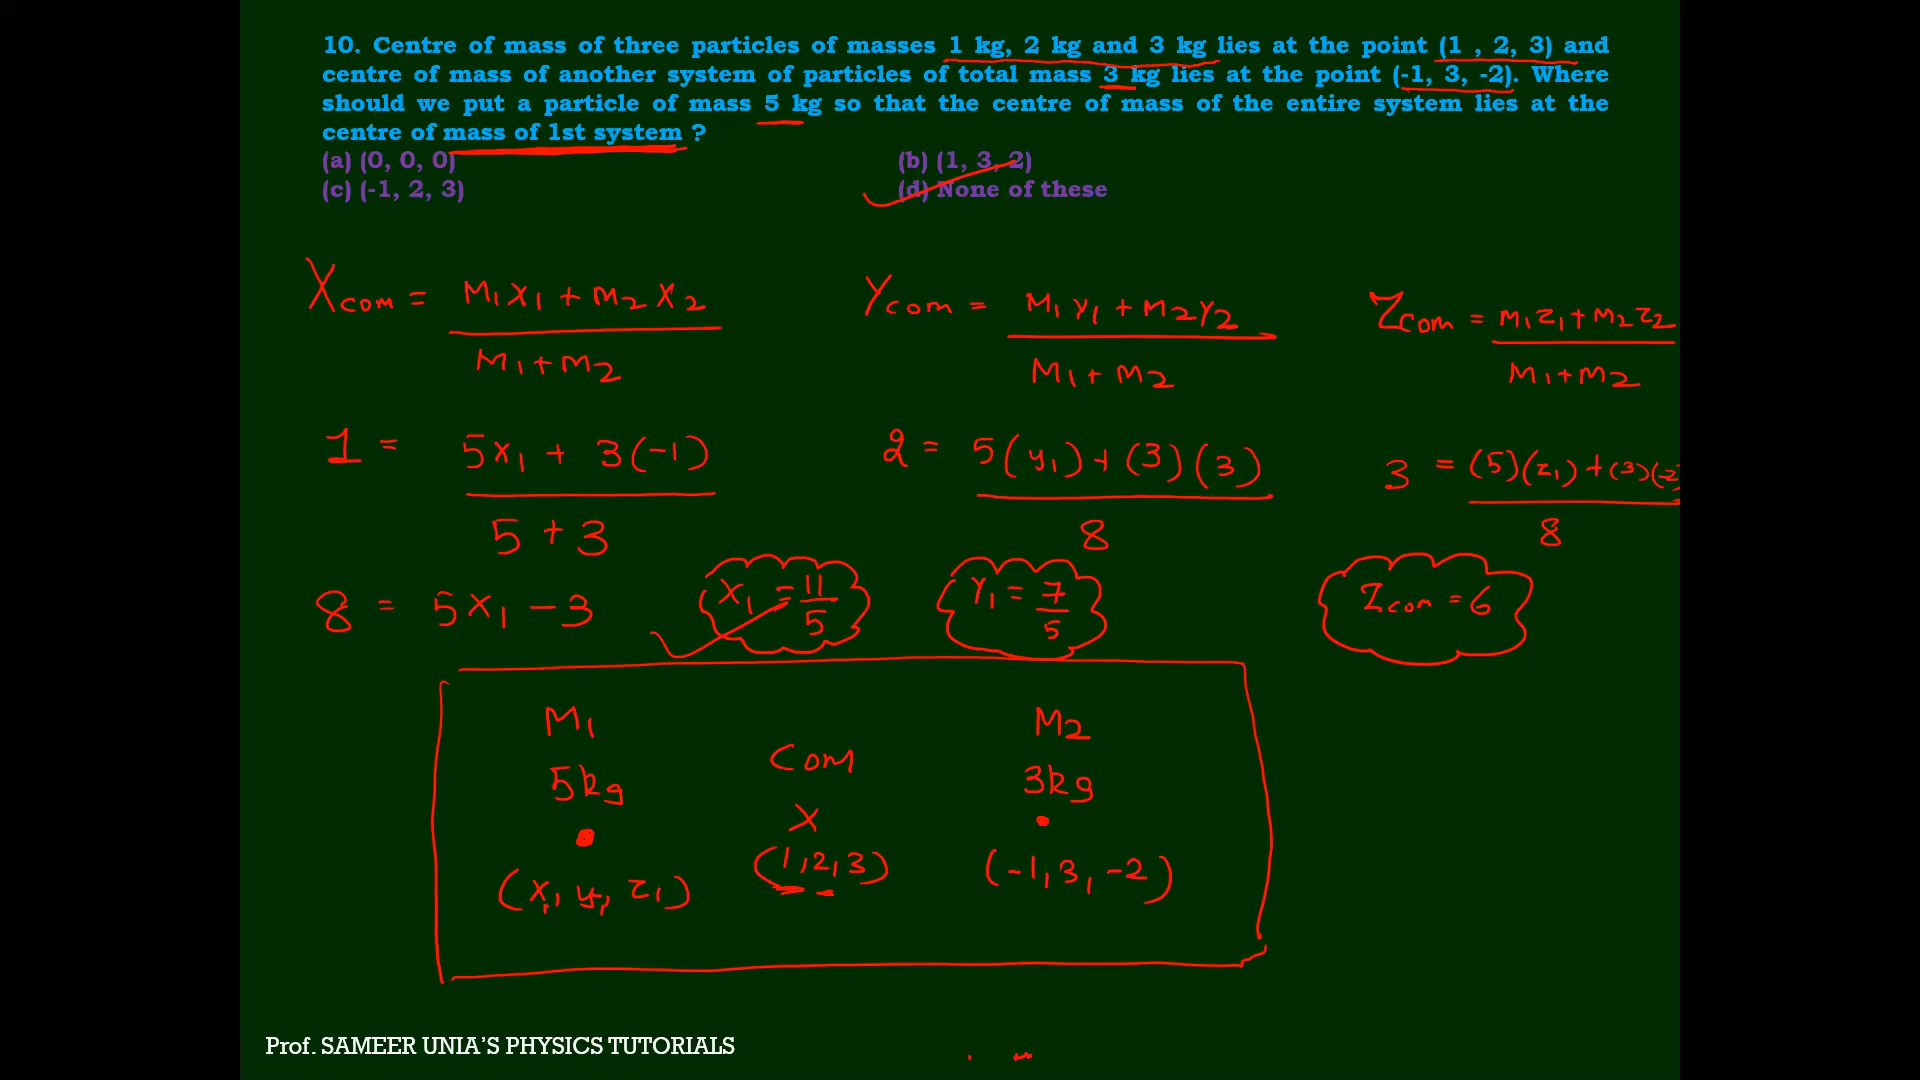 10. Centre of mass of three particles of masses 1 kg, 2 kg and 3 kg lies at the point (1 , 2, 3) and
centre of mass of another system of particles of total mass 3 kg lies at the point (-1, 3, -2). Where
should we put a particle of mass 5 kg so that the centre of mass of the entire system lies at the
centre of mass of 1st system ?
(a) (0, 0, 0) (b) (1, 3, 2)
(c) (-1, 2, 3) (d) None of these
Xcom = M1X1 + M2X2 Ycom = M1Y1 + M2Y2 Zcom = M1Z1 + M2Z2
M1 + M2 M1 + M2 M1 + M2
1 = 5x1 + 3(-1) 2 = 5(y1) + (3)(3) 3 = (5)(z1) + (3)(-2
5 + 3 8 8
8 = 5x1 - 3 X1 = 11/5 Y1 = 7/5 Zcom = 6
M1 M2
5kg Com 3kg
X
(x1, y1, z1) (1,2,3) (-1,3,-2)
Prof. SAMEER UNIA'S PHYSICS TUTORIALS